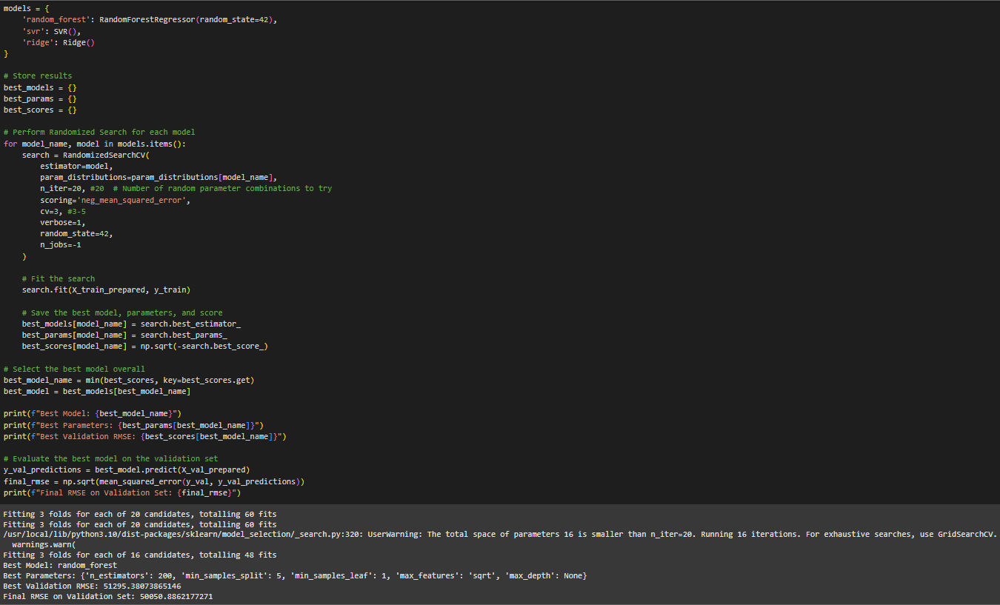 models = {
    'random_forest': RandomForestRegressor(random_state=42),
    'svr': SVR(),
    'ridge': Ridge()
}

# Store results
best_models = {}
best_params = {}
best_scores = {}

# Perform Randomized Search for each model
for model_name, model in models.items():
    search = RandomizedSearchCV(
        estimator=model,
        param_distributions=param_distributions[model_name],
        n_iter=20, #20  # Number of random parameter combinations to try
        scoring='neg_mean_squared_error',
        cv=3, #3-5
        verbose=1,
        random_state=42,
        n_jobs=-1
    )

    # Fit the search
    search.fit(X_train_prepared, y_train)

    # Save the best model, parameters, and score
    best_models[model_name] = search.best_estimator_
    best_params[model_name] = search.best_params_
    best_scores[model_name] = np.sqrt(-search.best_score_)

# Select the best model overall
best_model_name = min(best_scores, key=best_scores.get)
best_model = best_models[best_model_name]

print(f"Best Model: {best_model_name}")
print(f"Best Parameters: {best_params[best_model_name]}")
print(f"Best Validation RMSE: {best_scores[best_model_name]}")

# Evaluate the best model on the validation set
y_val_predictions = best_model.predict(X_val_prepared)
final_rmse = np.sqrt(mean_squared_error(y_val, y_val_predictions))
print(f"Final RMSE on Validation Set: {final_rmse}")

Fitting 3 folds for each of 20 candidates, totalling 60 fits
Fitting 3 folds for each of 20 candidates, totalling 60 fits
/usr/local/lib/python3.10/dist-packages/sklearn/model_selection/_search.py:320: UserWarning: The total space of parameters 16 is smaller than n_iter=20. Running 16 iterations. For exhaustive searches, use GridSearchCV.
  warnings.warn(
Fitting 3 folds for each of 16 candidates, totalling 48 fits
Best Model: random_forest
Best Parameters: {'n_estimators': 200, 'min_samples_split': 5, 'min_samples_leaf': 1, 'max_features': 'sqrt', 'max_depth': None}
Best Validation RMSE: 51295.38073865146
Final RMSE on Validation Set: 50050.8862177271